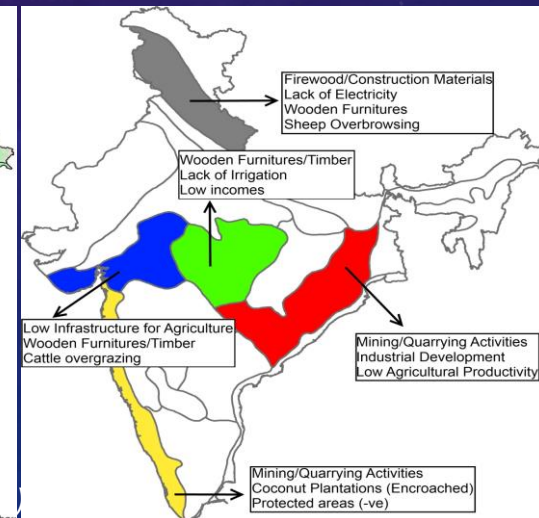 Firewood/Construction Materials
Lack of Electricity
Wooden Furnitures
Sheep Overbrowsing
Wooden Furnitures/Timber
Lack of Irrigation
Low incomes
Low Infrastructure for Agriculture
Wooden Furnitures/Timber
Cattle overgrazing
Mining/Quarrying Activities
Industrial Development
Low Agricultural Productivity
Mining/Quarrying Activities
Coconut Plantations (Encroached)
Protected areas (-ve)
)